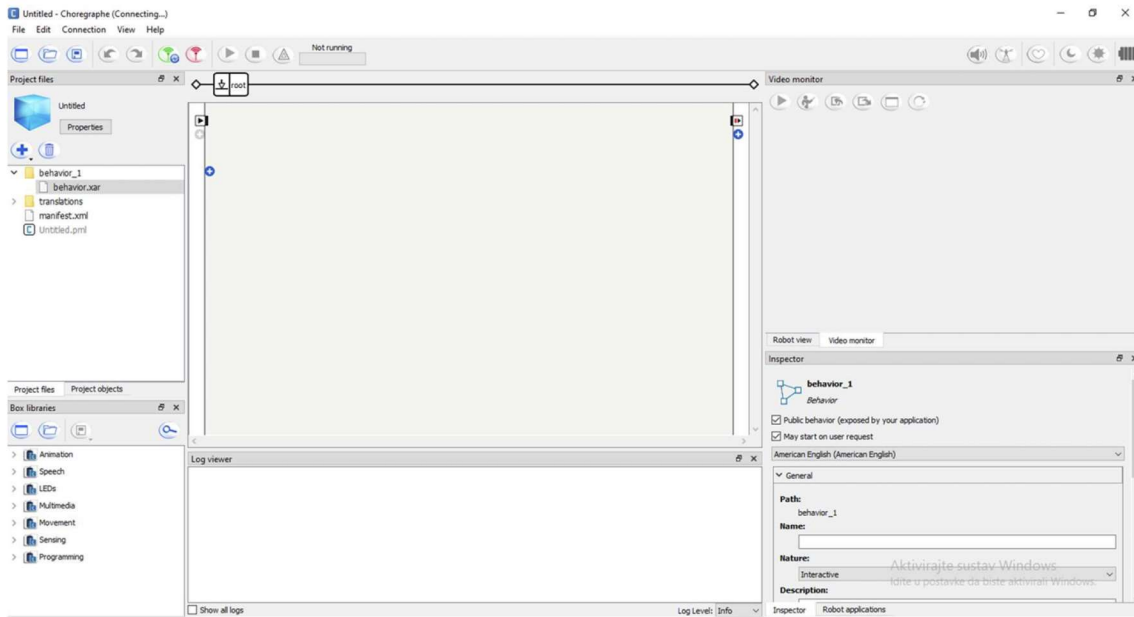 Untitled - Choregraphe (Connecting...)
File Edit Connection View Help
Not running
Project files
Untitled
Properties
behavior_1
behavior.xar
translations
manifest.xml
Untitled.pml
Project files Project objects
Box libraries
Animation
Speech
LEDs
Multimedia
Movement
Sensing
Programming
root
Log viewer
Show all logs
Log Level: Info
Video monitor
Robot view Video monitor
Inspector
behavior_1
Behavior
Public behavior (exposed by your application)
May start on user request
American English (American English)
General
Path:
behavior_1
Name:
Nature:
Interactive
Description:
Aktivirajte sustav Windows
Idite u postavke da biste aktivirali Windows.
Inspector Robot applications